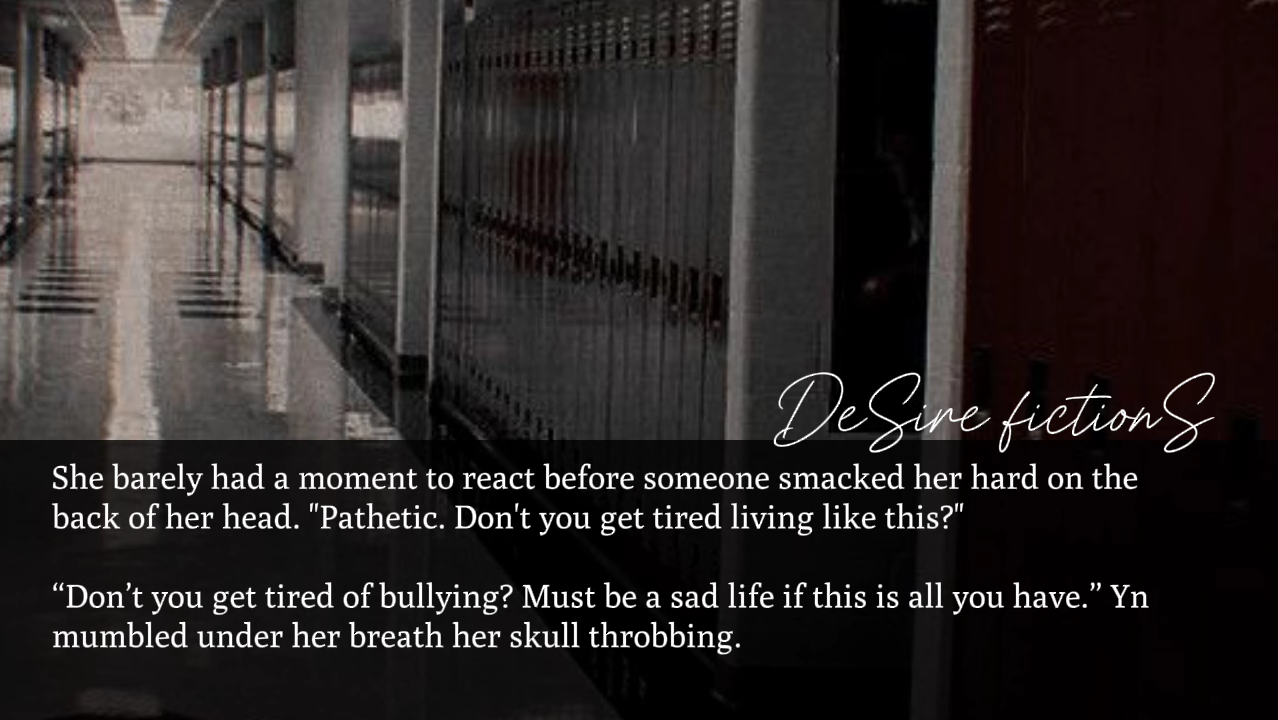 DeSire fictionS
She barely had a moment to react before someone smacked her hard on the
back of her head. "Pathetic. Don't you get tired living like this?"
“Don’t you get tired of bullying? Must be a sad life if this is all you have.” Yn
mumbled under her breath her skull throbbing.